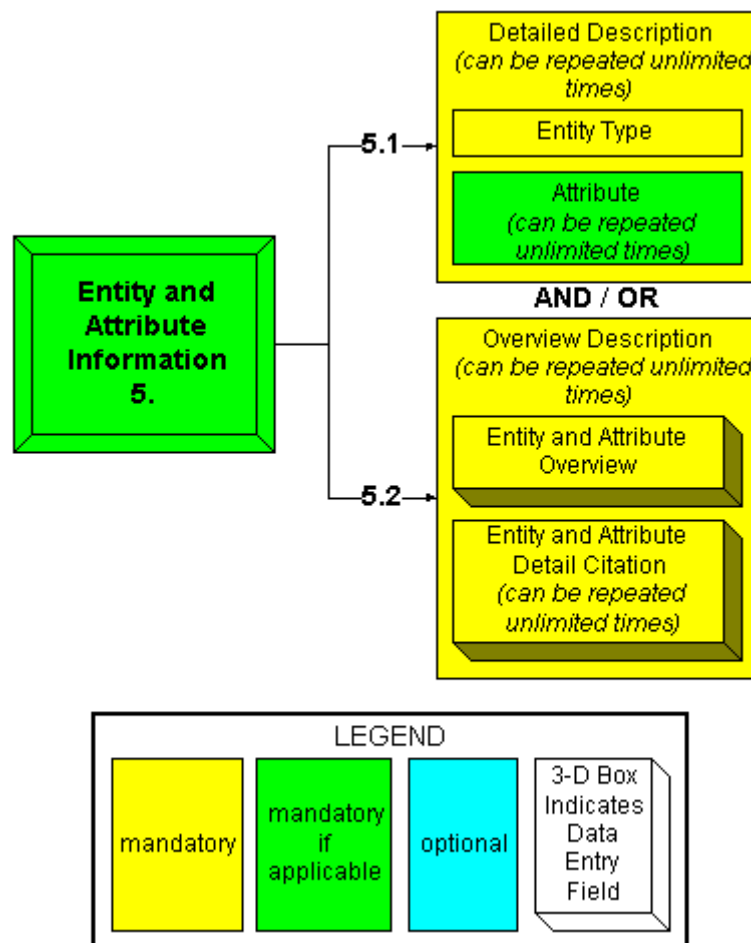 Detailed Description
(can be repeated unlimited
times)
Entity Type
5.1
Attribute
(can be repeated
unlimited times)
Entity and
Attribute
Information
5.
AND / OR
Overview Description
(can be repeated unlimited
times)
Entity and Attribute
Overview
5.2
Entity and Attribute
Detail Citation
(can be repeated
unlimited times)
LEGEND
mandatory
mandatory
if
applicable
optional
3-D Box
Indicates
Data
Entry
Field